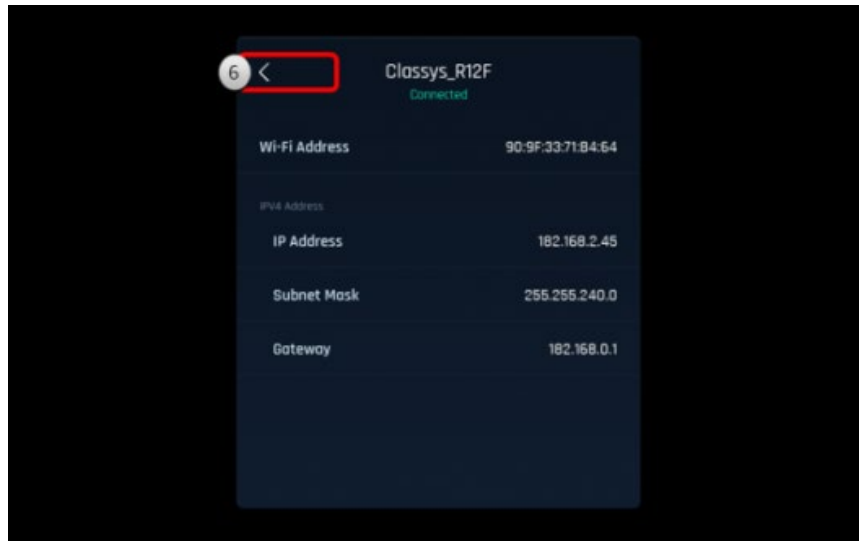 6
Classys_R12F
Connected
Wi-Fi Address 90:9F:33:71:B4:64
IPV4 Address
IP Address 182.168.2.45
Subnet Mask 255.255.240.0
Gateway 182.168.0.1